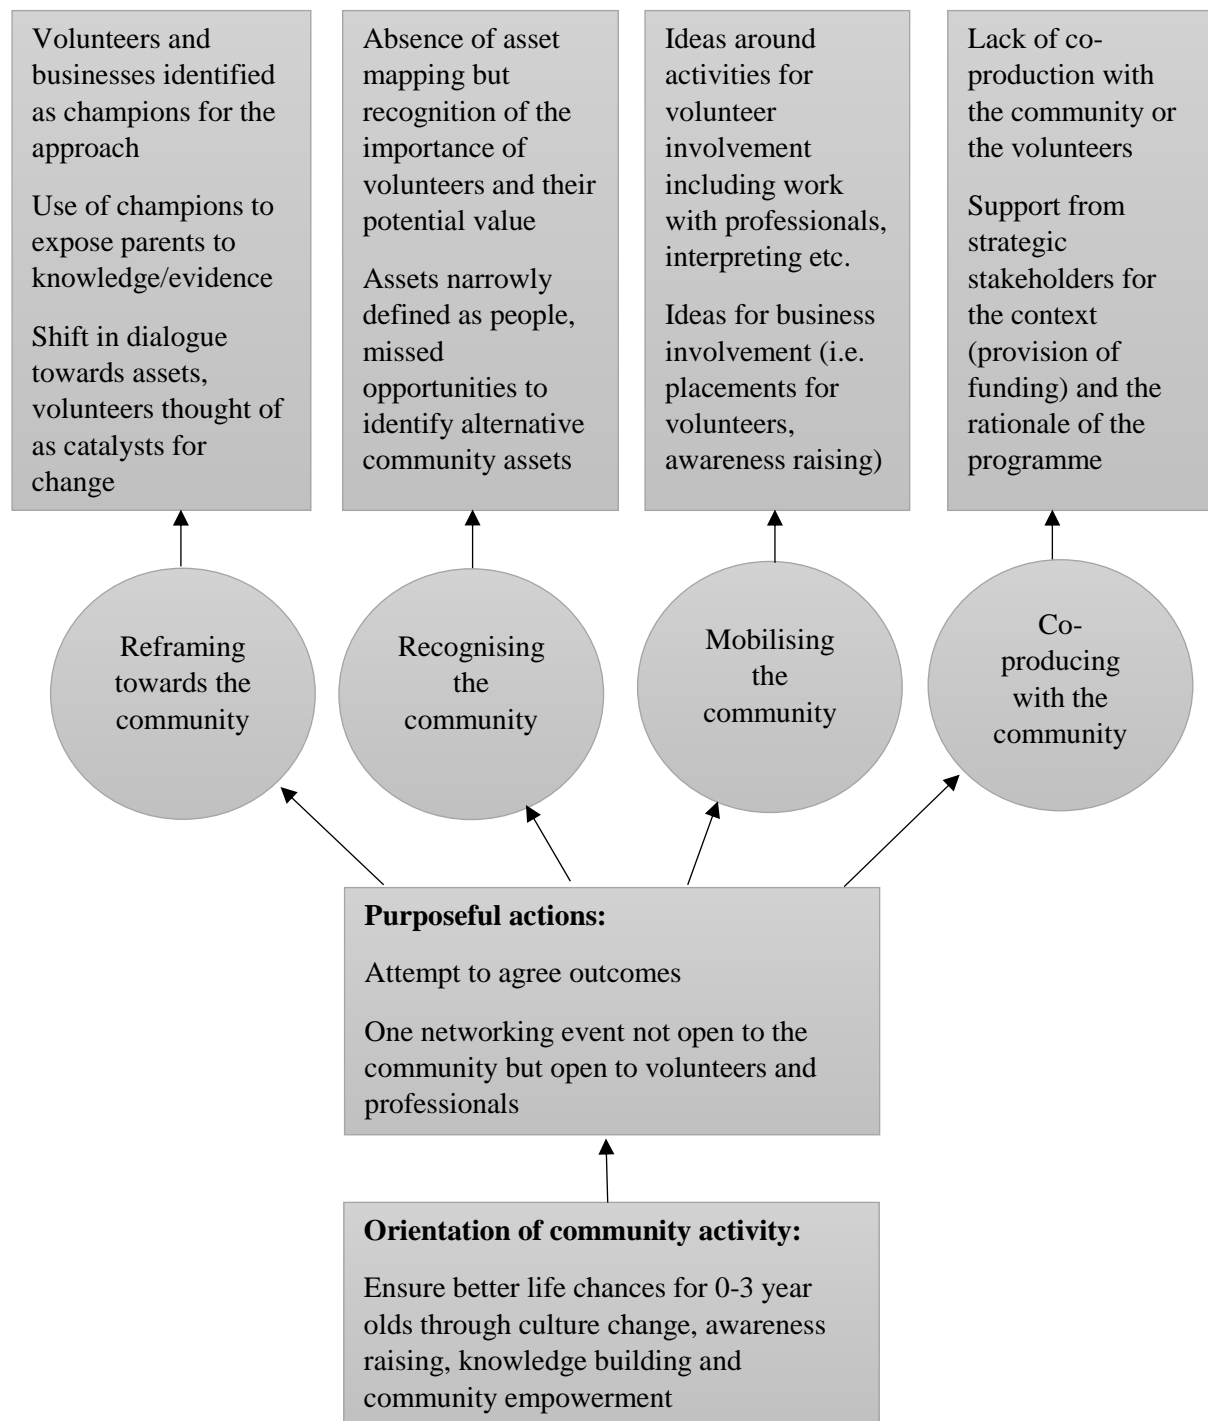 Volunteers and
businesses identified
as champions for the
approach
Use of champions to
expose parents to
knowledge/evidence
Shift in dialogue
towards assets,
volunteers thought of
as catalysts for
change
Absence of asset
mapping but
recognition of the
importance of
volunteers and their
potential value
Assets narrowly
defined as people,
missed
opportunities to
identify alternative
community assets
Ideas around
activities for
volunteer
involvement
including work
with professionals,
interpreting etc.
Ideas for business
involvement (i.e.
placements for
volunteers,
awareness raising)
Lack of co-
production with
the community or
the volunteers
Support from
strategic
stakeholders for
the context
(provision of
funding) and the
rationale of the
programme
Reframing
towards the
community
Recognising
the
community
Mobilising
the
community
Co-
producing
with the
community
Purposeful actions:
Attempt to agree outcomes
One networking event not open to the
community but open to volunteers and
professionals
Orientation of community activity:
Ensure better life chances for 0-3 year
olds through culture change, awareness
raising, knowledge building and
community empowerment